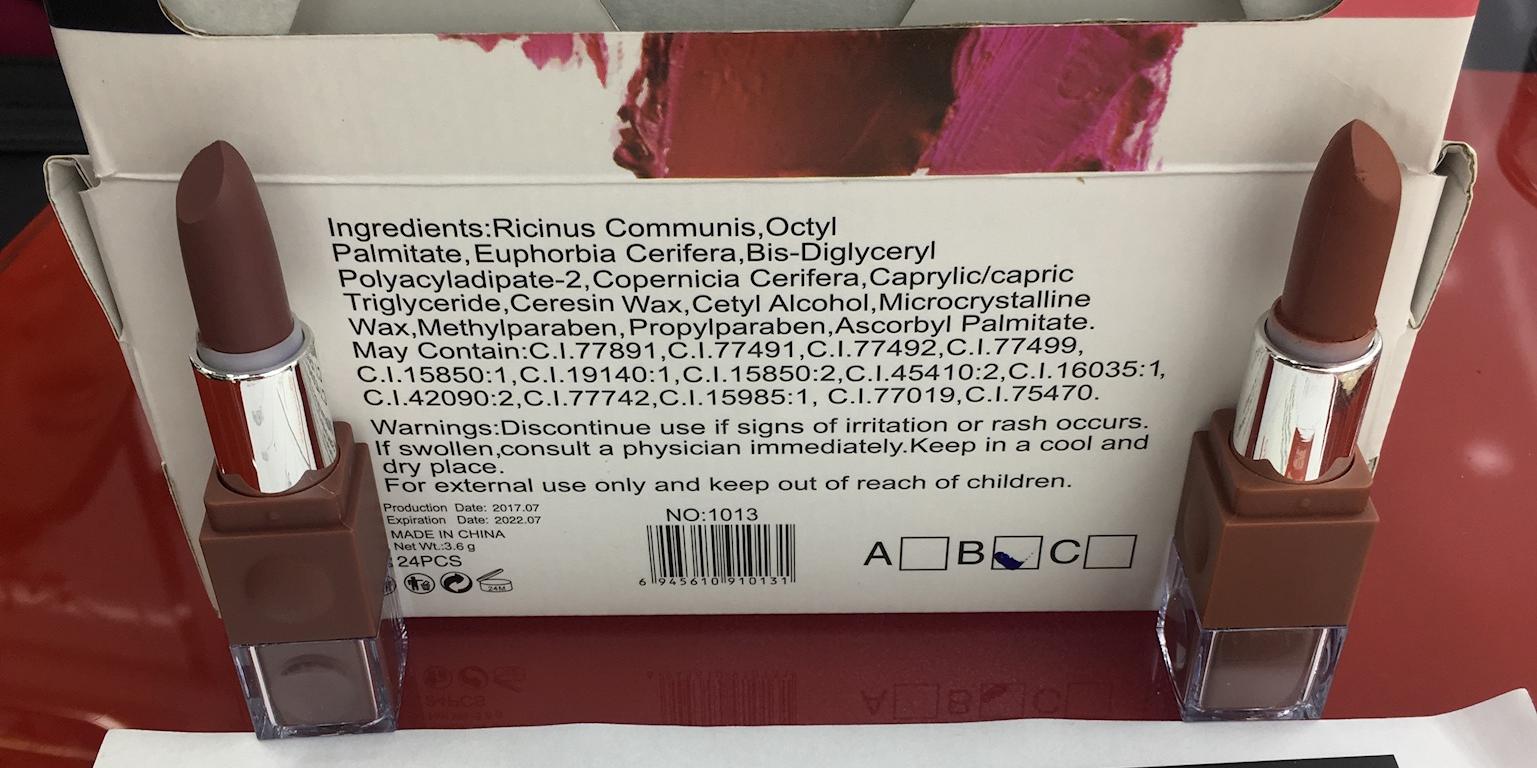 Ingredients:Ricinus Communis,Octyl
Palmitate,Euphorbia Cerifera,Bis-Diglyceryl
Polyacyladipate-2,Copernicia Cerifera,Caprylic/capric
Triglyceride,Ceresin Wax,Cetyl Alcohol,Microcrystalline
Wax,Methylparaben,Propylparaben,Ascorbyl Palmitate.
May Contain:C.I.77891,C.I.77491,C.I.77492,C.I.77499,
C.I.15850:1,C.I.19140:1,C.I.15850:2,C.I.45410:2,C.I.16035:1,
C.I.42090:2,C.I.77742,C.I.15985:1, C.I.77019,C.I.75470.
Warnings:Discontinue use if signs of irritation or rash occurs.
If swollen,consult a physician immediately.Keep in a cool and
dry place.
For external use only and keep out of reach of children.
Production Date: 2017.07
Expiration Date: 2022.07
MADE IN CHINA
Net Wt.:3.6 g
24PCS
24M
NO:1013
6 945610 910131
A B C